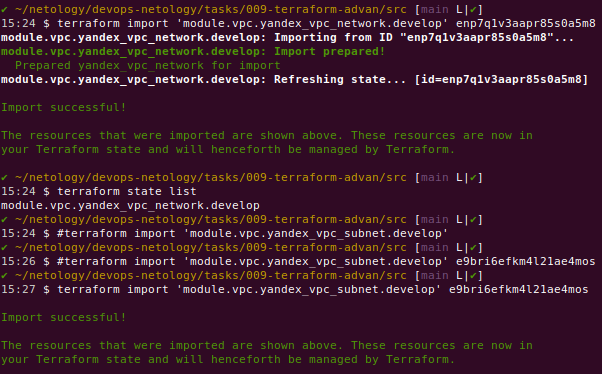 ✔ ~/netology/devops-netology/tasks/009-terraform-advan/src [main L|✔]
15:24 $ terraform import 'module.vpc.yandex_vpc_network.develop' enp7q1v3aapr85s0a5m8
module.vpc.yandex_vpc_network.develop: Importing from ID "enp7q1v3aapr85s0a5m8"...
module.vpc.yandex_vpc_network.develop: Import prepared!
  Prepared yandex_vpc_network for import
module.vpc.yandex_vpc_network.develop: Refreshing state... [id=enp7q1v3aapr85s0a5m8]
Import successful!
The resources that were imported are shown above. These resources are now in
your Terraform state and will henceforth be managed by Terraform.
✔ ~/netology/devops-netology/tasks/009-terraform-advan/src [main L|✔]
15:24 $ terraform state list
module.vpc.yandex_vpc_network.develop
✔ ~/netology/devops-netology/tasks/009-terraform-advan/src [main L|✔]
15:24 $ #terraform import 'module.vpc.yandex_vpc_subnet.develop'
✔ ~/netology/devops-netology/tasks/009-terraform-advan/src [main L|✔]
15:26 $ #terraform import 'module.vpc.yandex_vpc_subnet.develop' e9bri6efkm4l21ae4mos
✔ ~/netology/devops-netology/tasks/009-terraform-advan/src [main L|✔]
15:27 $ terraform import 'module.vpc.yandex_vpc_subnet.develop' e9bri6efkm4l21ae4mos
Import successful!
The resources that were imported are shown above. These resources are now in
your Terraform state and will henceforth be managed by Terraform.